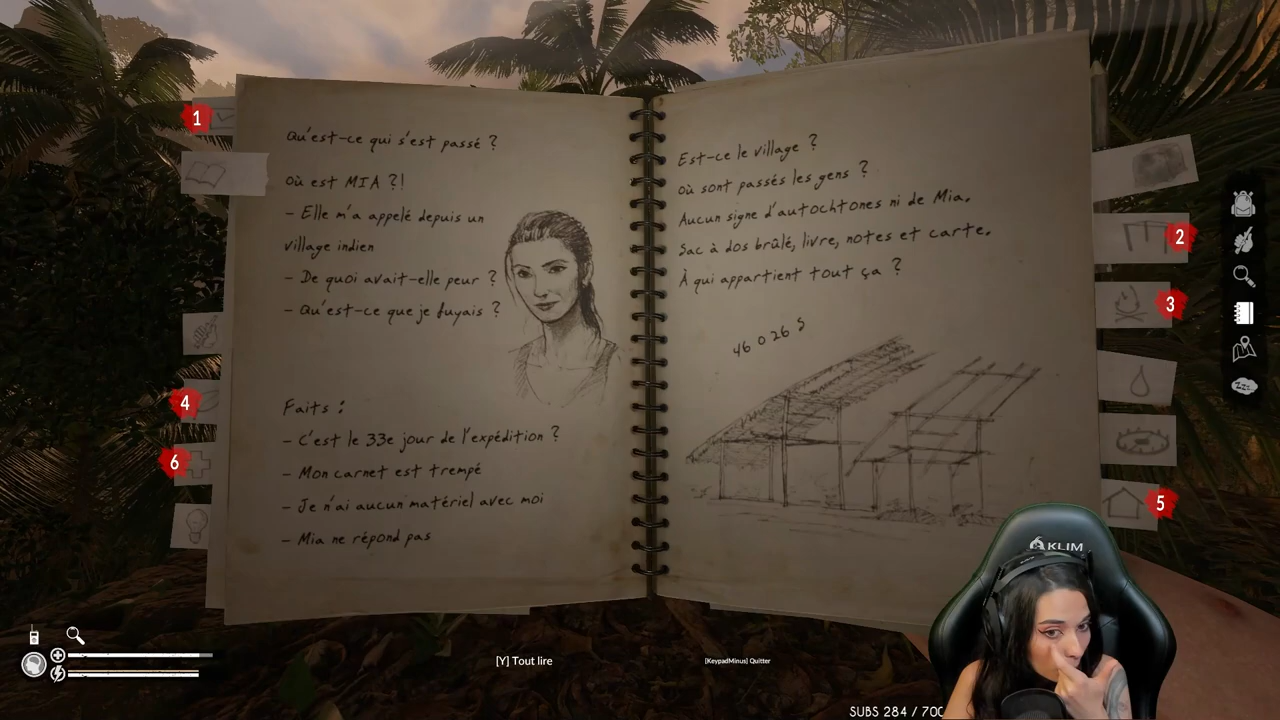 Qu'est-ce qui s'est passé ?
Où est MIA ?!
- Elle m'a appelé depuis un
village indien
- De quoi avait-elle peur ?
- Qu'est-ce que je fuyais ?
Faits :
- C'est le 33e jour de l'expédition ?
- Mon carnet est trempé
- Je n'ai aucun matériel avec moi
- Mia ne répond pas
Est-ce le village ?
Où sont passés les gens ?
Aucun signe d'autochtones ni de Mia.
Sac à dos brûlé, livre, notes et carte.
À qui appartient tout ça ?
46 0 26 S
1
4
6
2
3
5
zzz
KLIM
[Y] Tout lire
[KeypadMinus] Quitter
SUBS 284 / 700